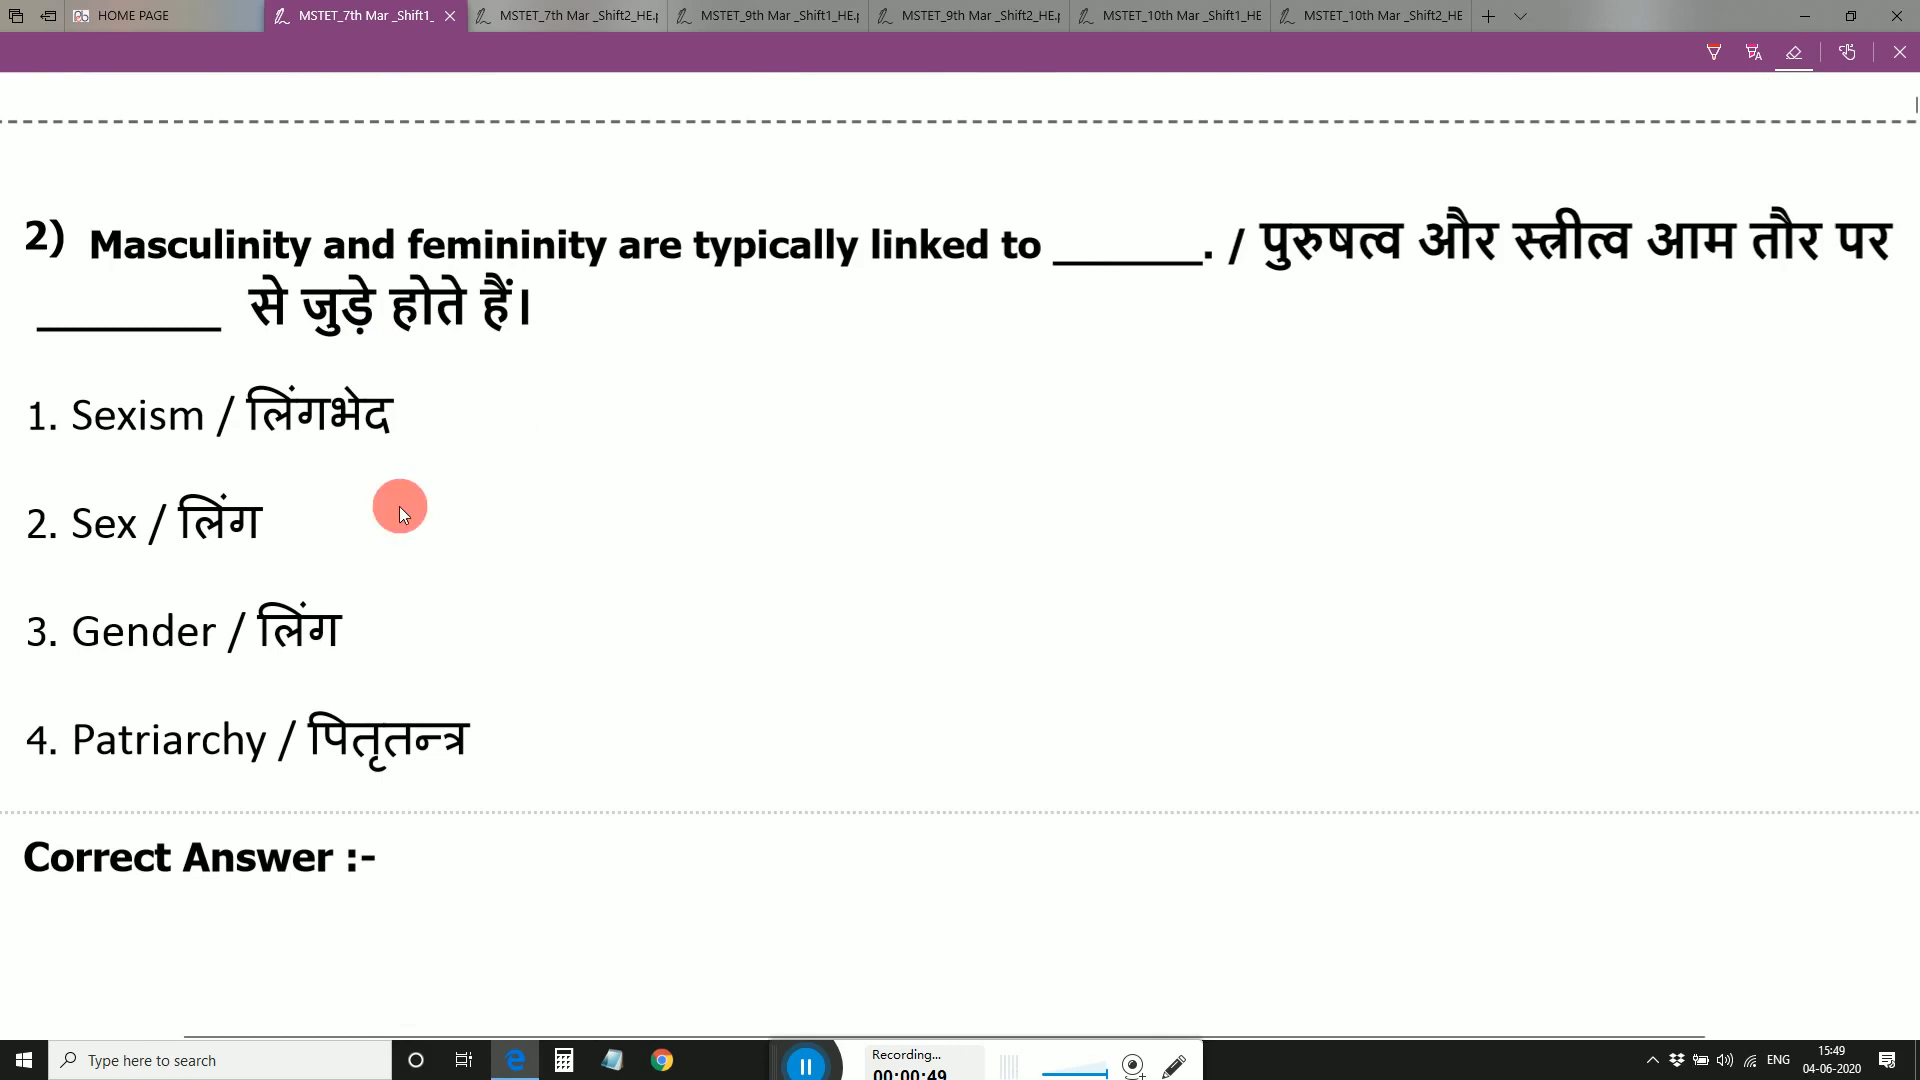 HOME PAGE
MSTET_7th Mar _Shift1_
MSTET_7th Mar _Shift2_HE.p
MSTET_9th Mar _Shift1_HE.p
MSTET_9th Mar _Shift2_HE.p
MSTET_10th Mar _Shift1_HE
MSTET_10th Mar _Shift2_HE
2) Masculinity and femininity are typically linked to ______. / पुरुषत्व और स्त्रीत्व आम तौर पर
_______ से जुड़े होते हैं।
1. Sexism / लिंगभेद
2. Sex / लिंग
3. Gender / लिंग
4. Patriarchy / पितृतन्त्र
Correct Answer :-
Type here to search
Recording...
00:00:49
ENG
15:49
04-06-2020